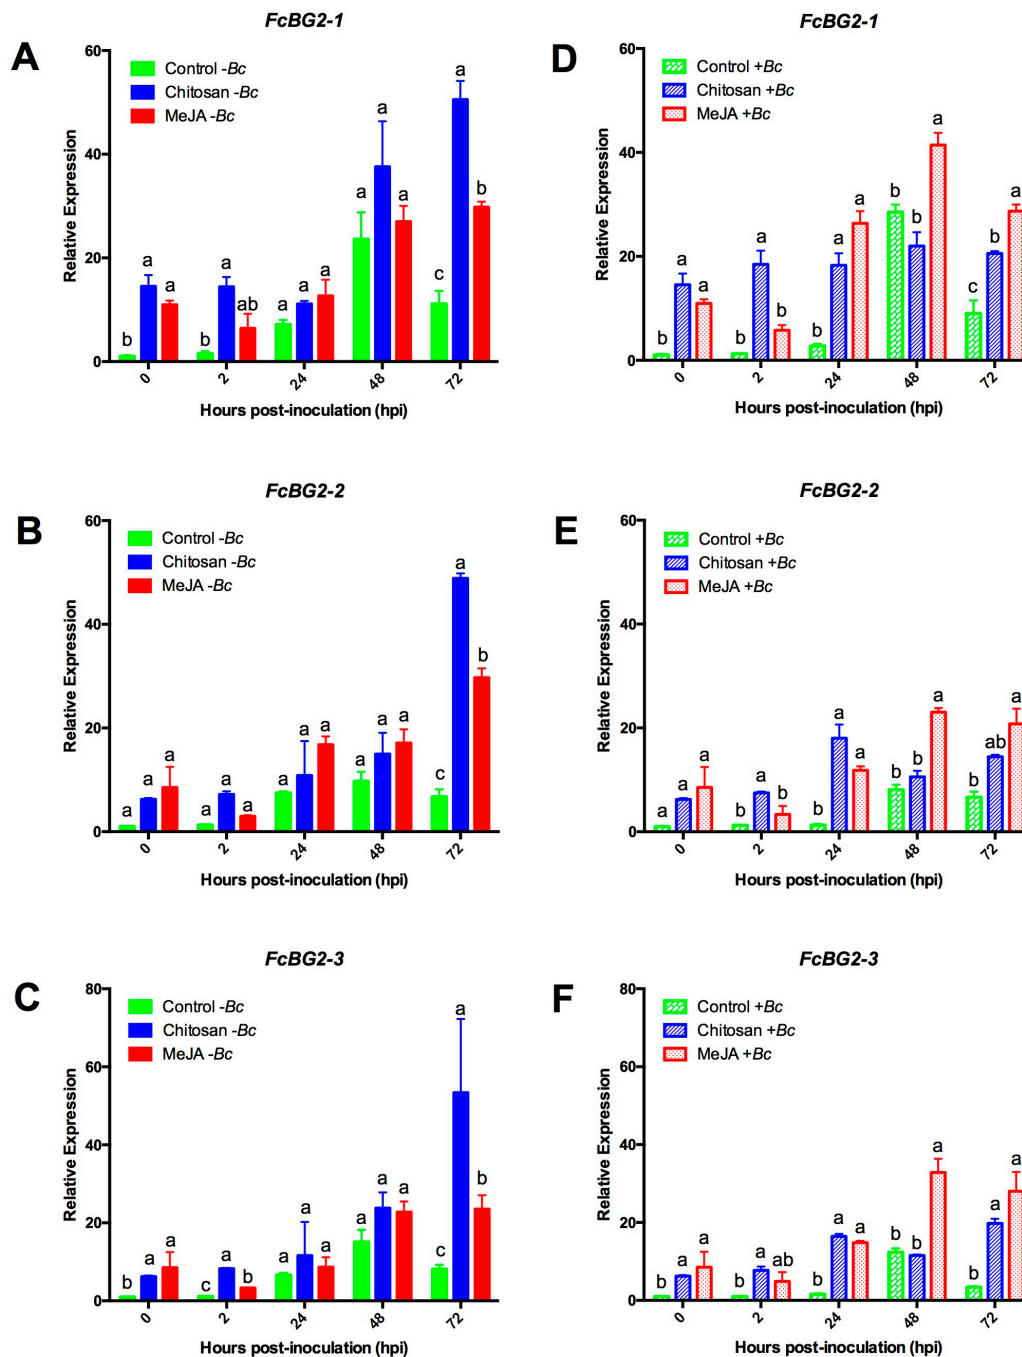 FcBG2-1
A
60
40
20
0
Relative Expression
Control -Bc
Chitosan -Bc
MeJA -Bc
b a a
b a ab
a a a
a a a
c a b
0 2 24 48 72
Hours post-inoculation (hpi)
FcBG2-1
D
60
40
20
0
Relative Expression
Control +Bc
Chitosan +Bc
MeJA +Bc
b a a
b a b
b a a
b b a
c b a
0 2 24 48 72
Hours post-inoculation (hpi)
FcBG2-2
B
60
40
20
0
Relative Expression
Control -Bc
Chitosan -Bc
MeJA -Bc
a a a
a a a
a a a
a a a
c a b
0 2 24 48 72
Hours post-inoculation (hpi)
FcBG2-2
E
60
40
20
0
Relative Expression
Control +Bc
Chitosan +Bc
MeJA +Bc
a a a
b a b
b a a
b b a
b ab a
0 2 24 48 72
Hours post-inoculation (hpi)
FcBG2-3
C
80
60
40
20
0
Relative Expression
Control -Bc
Chitosan -Bc
MeJA -Bc
b a a
c a b
a a a
a a a
c a b
0 2 24 48 72
Hours post-inoculation (hpi)
FcBG2-3
F
80
60
40
20
0
Relative Expression
Control +Bc
Chitosan +Bc
MeJA +Bc
b a a
b a ab
b a a
b b a
b a a
0 2 24 48 72
Hours post-inoculation (hpi)